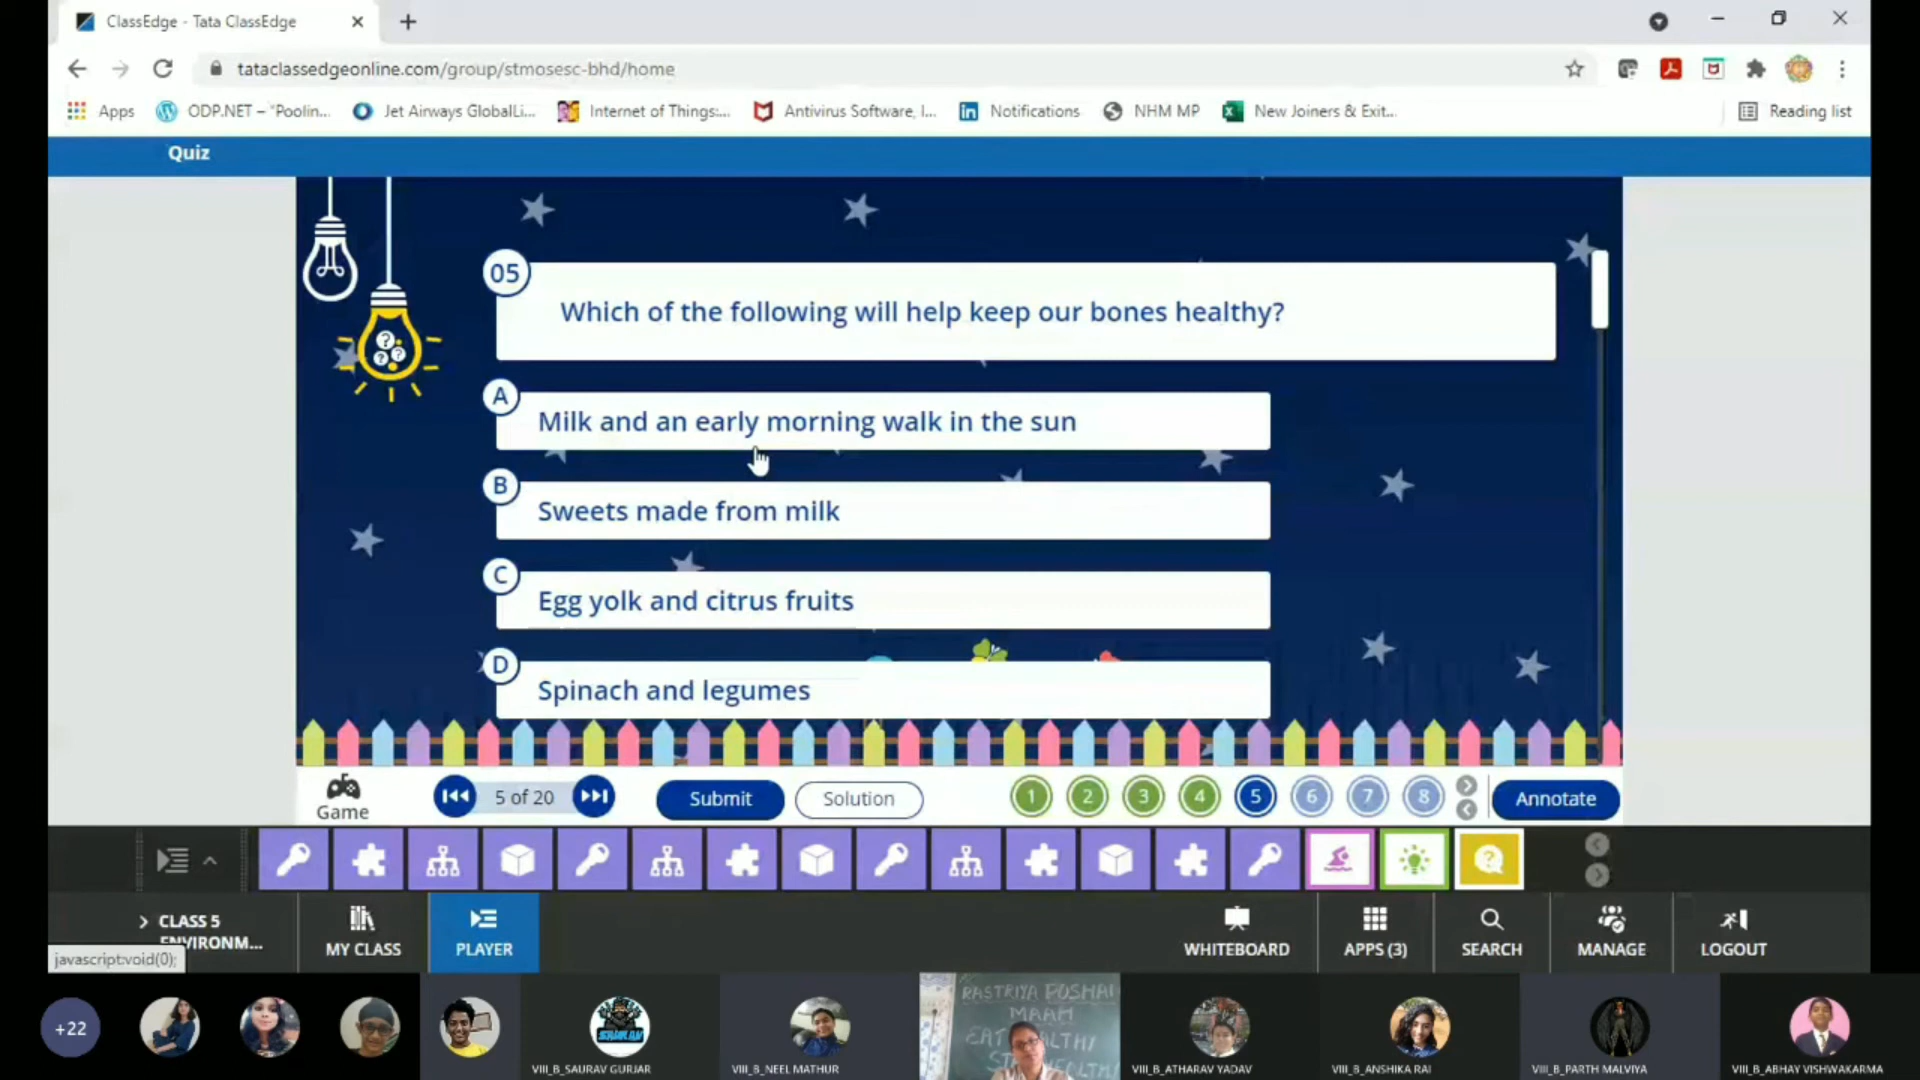 ClassEdge - Tata ClassEdge
tataclassedgeonline.com/group/stmosesc-bhd/home
Apps
ODP.NET – "Poolin...
Jet Airways GlobalLi...
Internet of Things:...
Antivirus Software, I...
Notifications
NHM MP
New Joiners & Exit...
Reading list
Quiz
05
Which of the following will help keep our bones healthy?
A
Milk and an early morning walk in the sun
B
Sweets made from milk
C
Egg yolk and citrus fruits
D
Spinach and legumes
Game
5 of 20
Submit
Solution
1 2 3 4 5 6 7 8
Annotate
CLASS 5
ENVIRONM...
MY CLASS
PLAYER
WHITEBOARD
APPS (3)
SEARCH
MANAGE
LOGOUT
javascript:void(0);
+22
RASTRIYA POSHAN
MAAH
VIII_B_SAURAV GURJAR
VIII_B_NEEL MATHUR
VIII_B_ATHARAV YADAV
VIII_B_ANSHIKA RAI
VIII_B_PARTH MALVIYA
VIII_B_ABHAY VISHWAKARMA